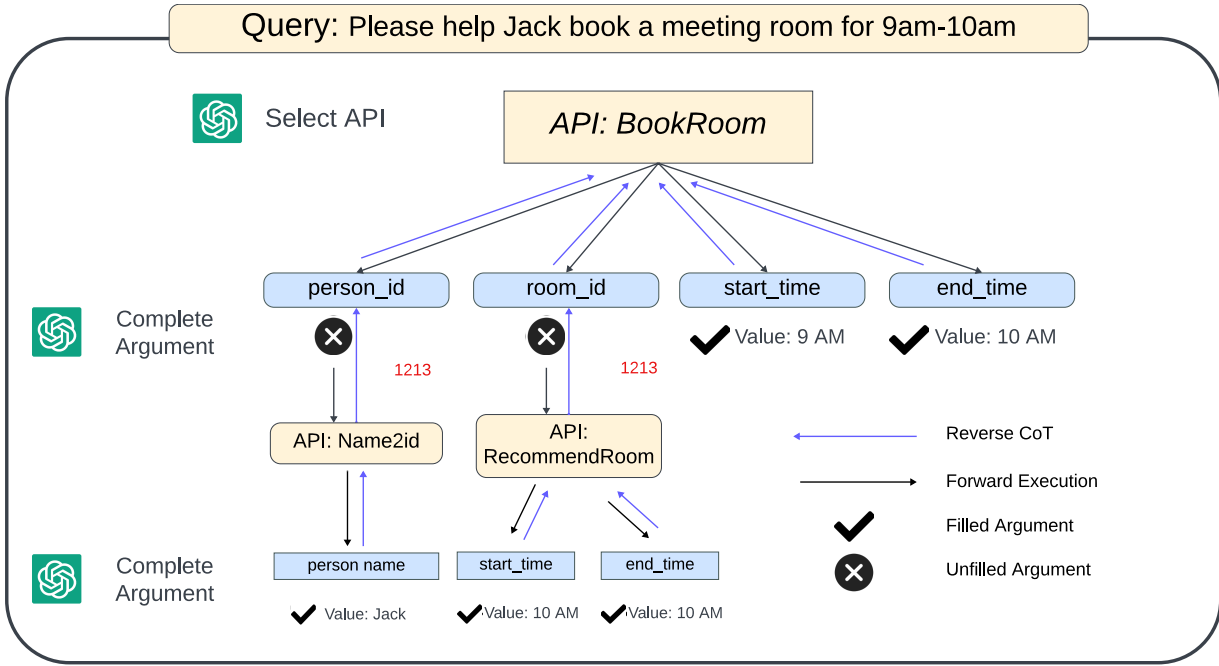 Query: Please help Jack book a meeting room for 9am-10am
Select API
API: BookRoom
person_id
room_id
start_time
end_time
Complete
Argument
Value: 9 AM
Value: 10 AM
1213
1213
API: Name2id
API:
RecommendRoom
Reverse CoT
Forward Execution
Filled Argument
Unfilled Argument
Complete
Argument
person name
start_time
end_time
Value: Jack
Value: 10 AM
Value: 10 AM